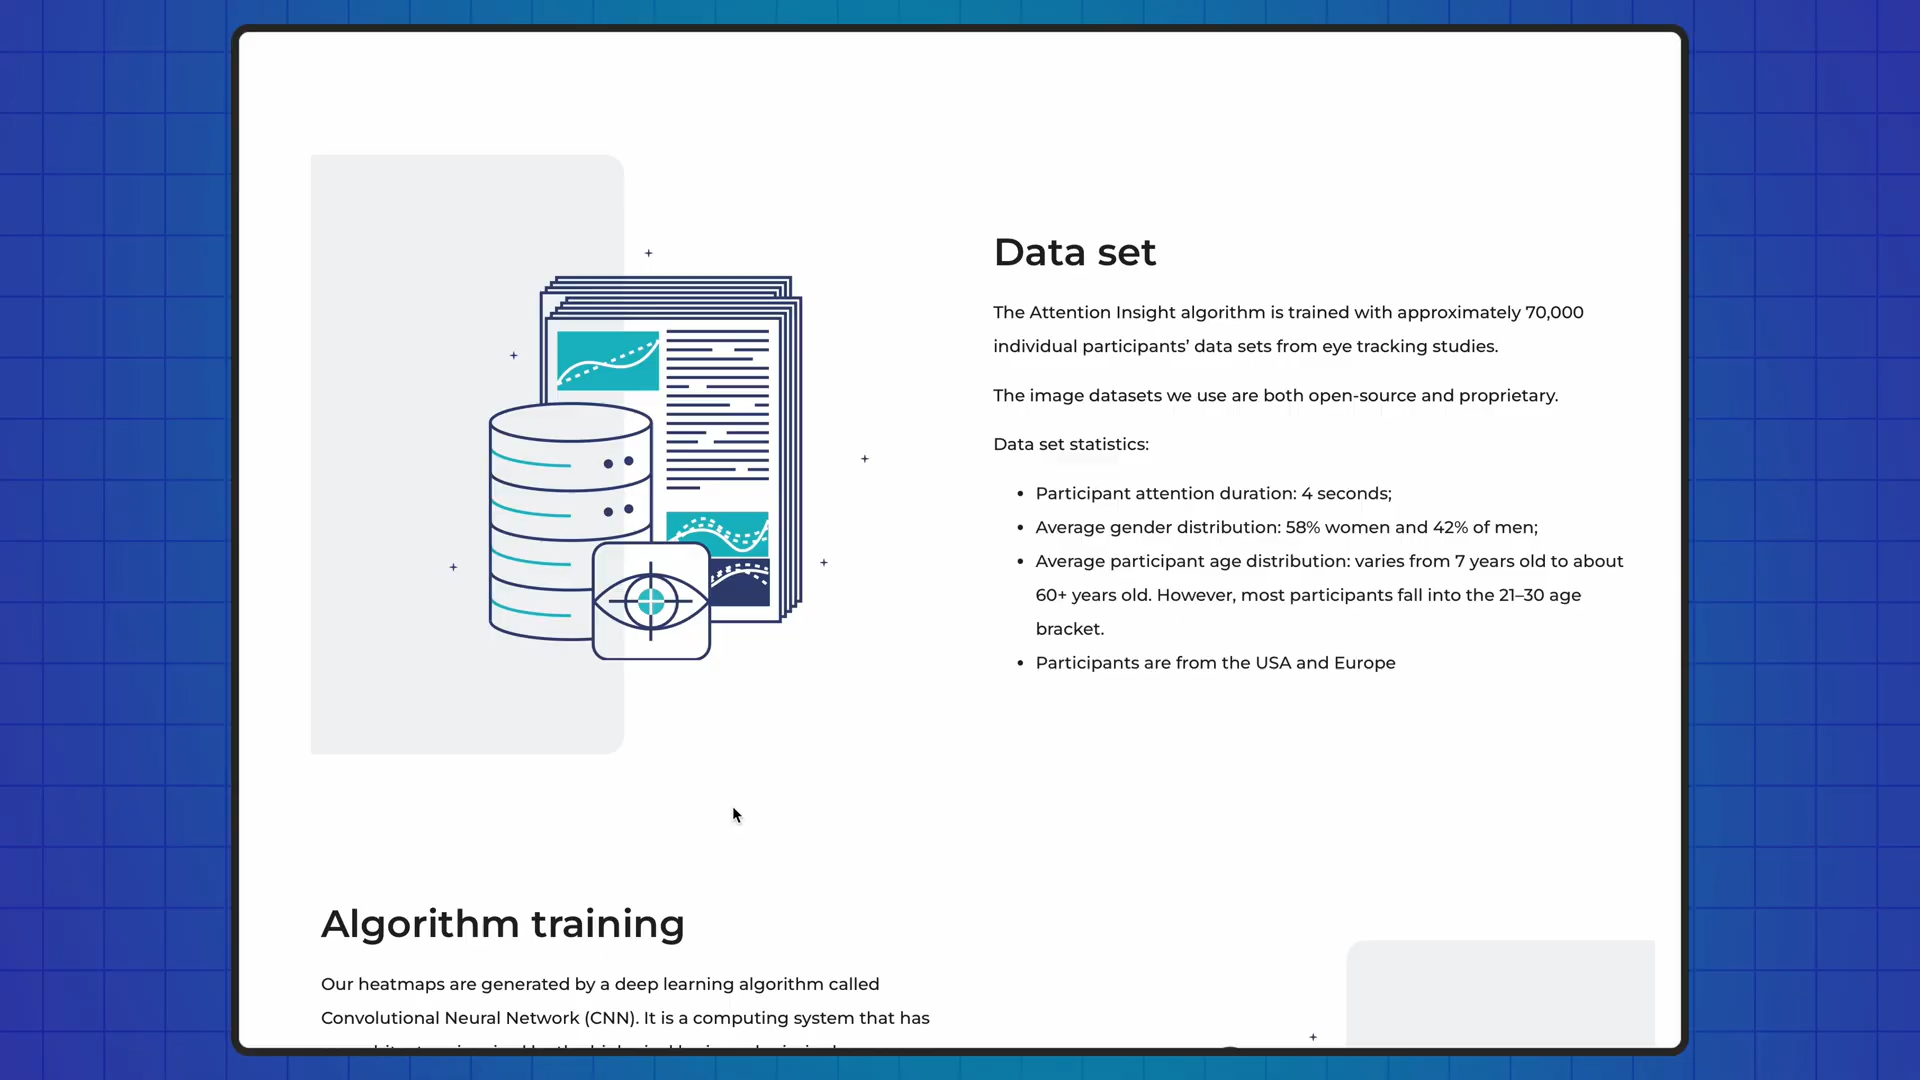 Data set
The Attention Insight algorithm is trained with approximately 70,000
individual participants’ data sets from eye tracking studies.
The image datasets we use are both open-source and proprietary.
Data set statistics:
• Participant attention duration: 4 seconds;
• Average gender distribution: 58% women and 42% of men;
• Average participant age distribution: varies from 7 years old to about
60+ years old. However, most participants fall into the 21–30 age
bracket.
• Participants are from the USA and Europe
Algorithm training
Our heatmaps are generated by a deep learning algorithm called
Convolutional Neural Network (CNN). It is a computing system that has